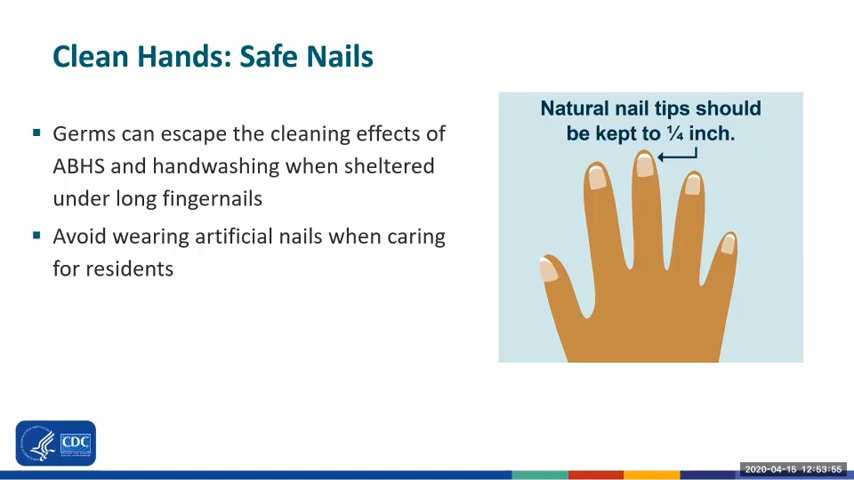 Clean Hands: Safe Nails
Germs can escape the cleaning effects of
ABHS and handwashing when sheltered
under long fingernails
Avoid wearing artificial nails when caring
for residents
Natural nail tips should
be kept to ¼ inch.
CDC
2020-04-15 12:53:55